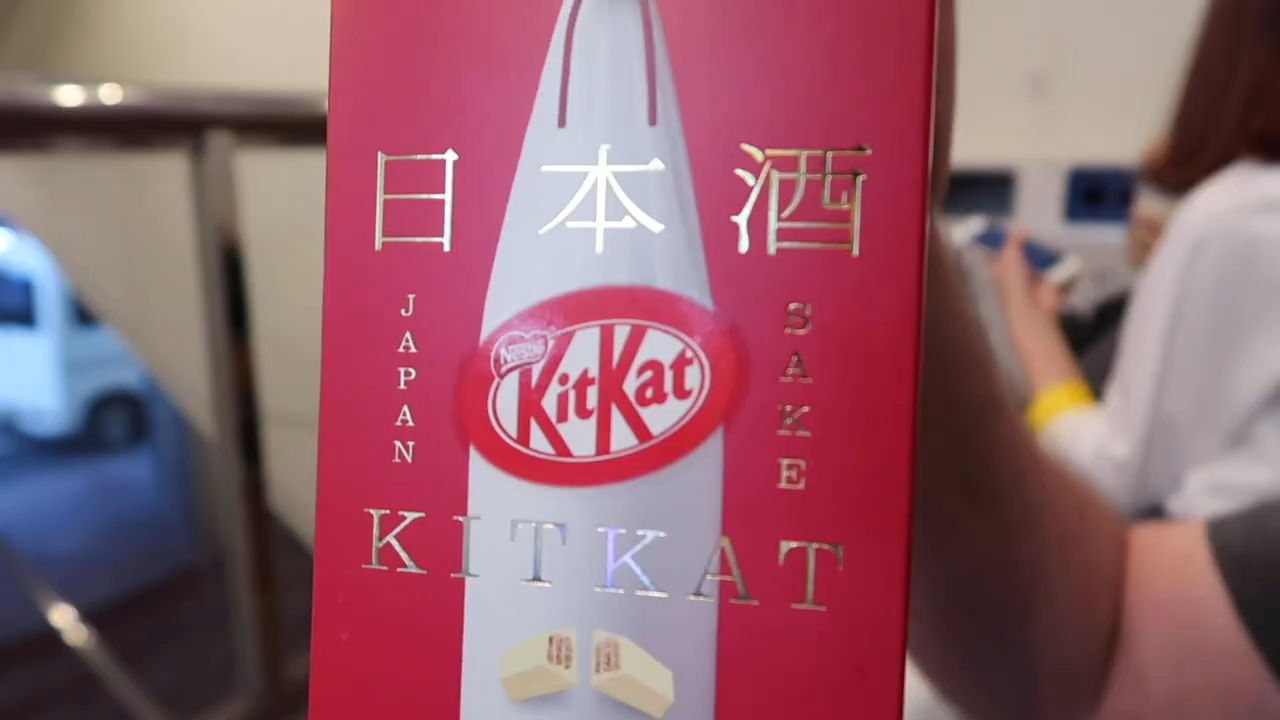 日本酒
JAPAN
SAKE
Nestlé
KitKat
KITKAT